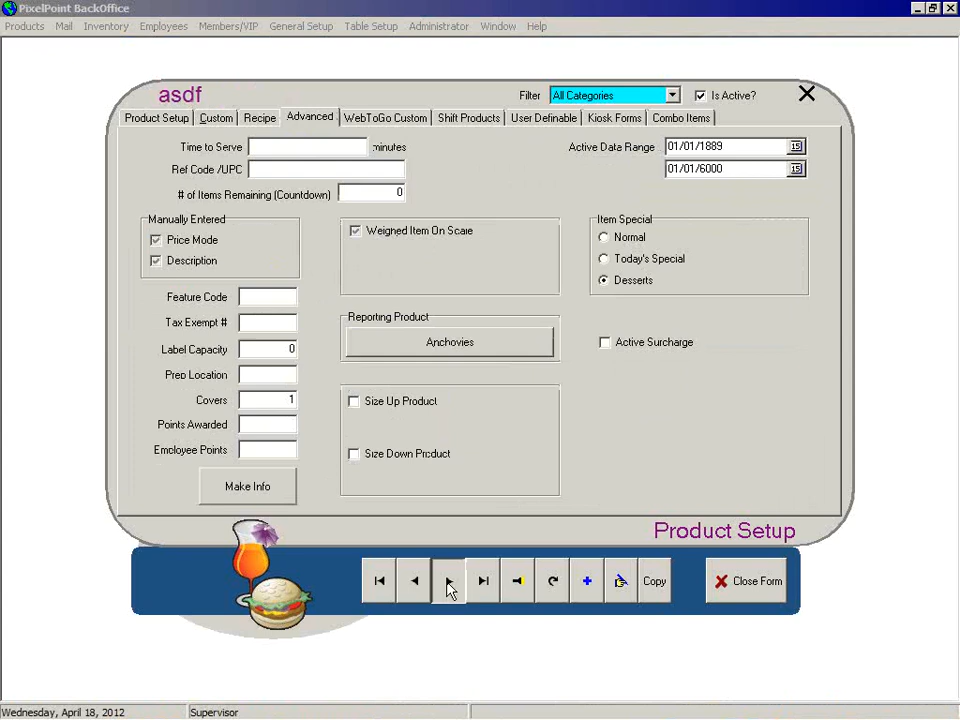 PixelPoint BackOffice
Products Mail Inventory Employees Members/VIP General Setup Table Setup Administrator Window Help
asdf
Filter All Categories Is Active?
Product Setup Custom Recipe Advanced WebToGo Custom Shift Products User Definable Kiosk Forms Combo Items
Time to Serve minutes Active Data Range 01/01/1889 15
Ref Code /UPC 01/01/6000 15
# of Items Remaining (Countdown) 0
Manually Entered Item Special
Price Mode Weighed Item On Scale Normal
Description Today's Special
Desserts
Feature Code
Tax Exempt # Reporting Product
Label Capacity 0 Anchovies Active Surcharge
Prep Location
Covers 1 Size Up Product
Points Awarded
Employee Points Size Down Product
Make Info
Product Setup
Copy Close Form
Wednesday, April 18, 2012 Supervisor